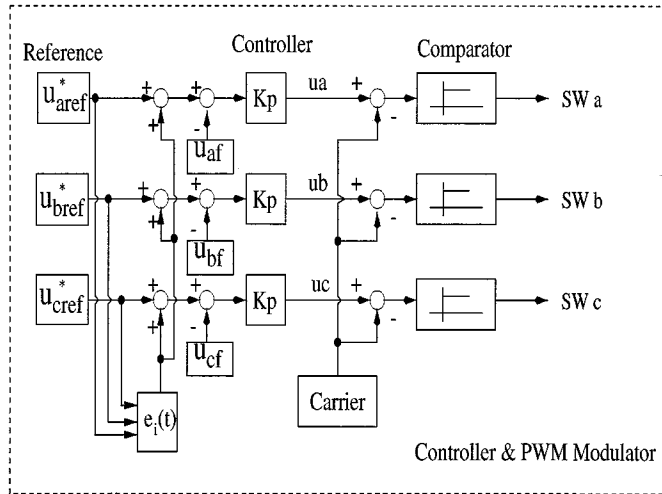 Reference
Controller
Comparator
u*aref
+
+
+
-
uaf
Kp
ua
+
-
SW a
u*bref
+
+
+
-
ubf
Kp
ub
+
-
SW b
u*cref
+
+
+
-
ucf
Kp
uc
+
-
SW c
ei(t)
Carrier
Controller & PWM Modulator